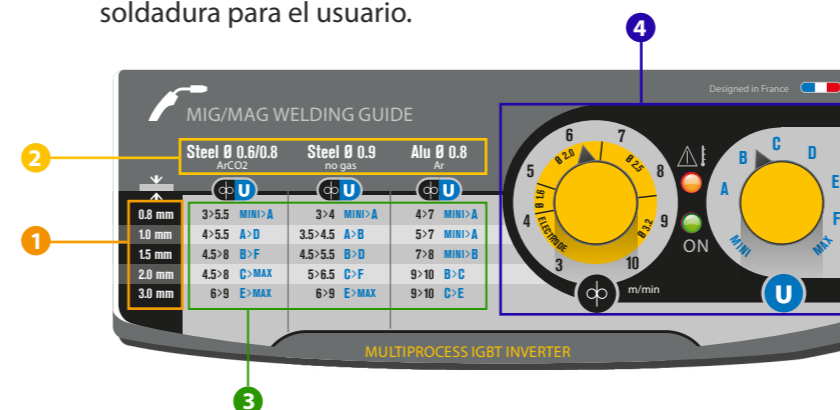 soldadura para el usuario.
4
Designed in France
MIG/MAG WELDING GUIDE
2
Steel Ø 0.6/0.8 Steel Ø 0.9 Alu Ø 0.8
ArCO2 no gas Ar
U U U
1
0.8 mm 3>5.5 MINI>A 3>4 MINI>A 4>7 MINI>A
1.0 mm 4>5.5 A>D 3.5>4.5 A>B 5>7 MINI>A
1.5 mm 4.5>8 B>F 4.5>5.5 B>D 7>8 MINI>B
2.0 mm 4.5>8 C>MAX 5>6.5 C>F 9>10 B>C
3.0 mm 6>9 E>MAX 6>9 E>MAX 9>10 C>E
3
3 4 5 6 7 8 9 10
ELECTRODE Ø 1.6 Ø 2.0 Ø 2.5 Ø 3.2
m/min
ON
MINI A B C D E F MAX
U
MULTIPROCESS IGBT INVERTER